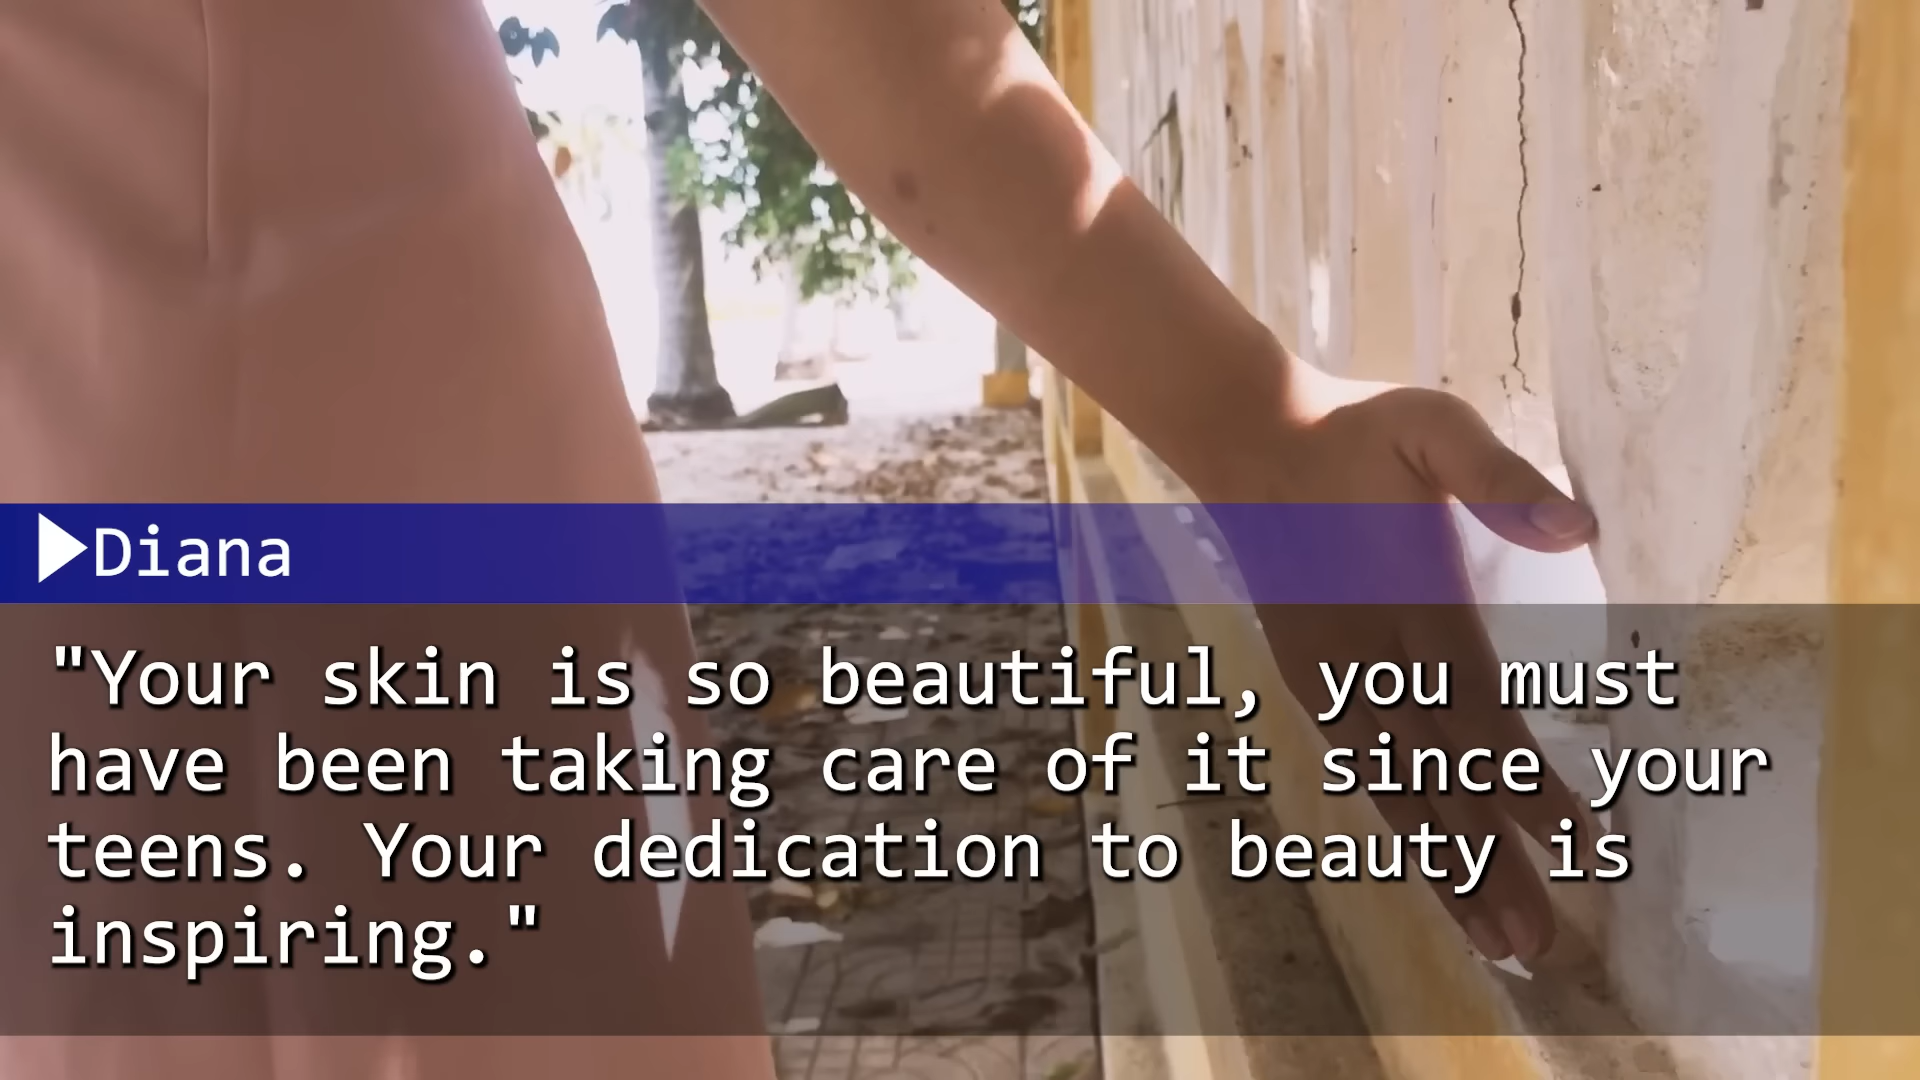 Diana
"Your skin is so beautiful, you must
have been taking care of it since your
teens. Your dedication to beauty is
inspiring."